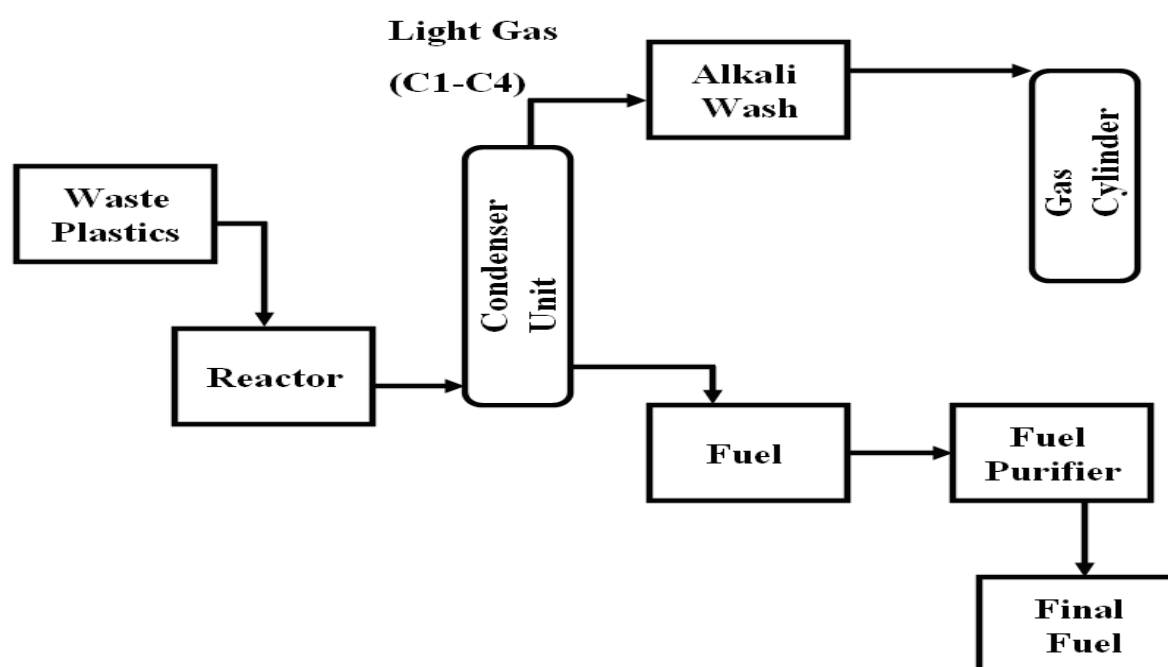 Light Gas
(C1-C4)
Alkali
Wash
Gas
Cylinder
Waste
Plastics
Condenser
Unit
Reactor
Fuel
Fuel
Purifier
Final
Fuel